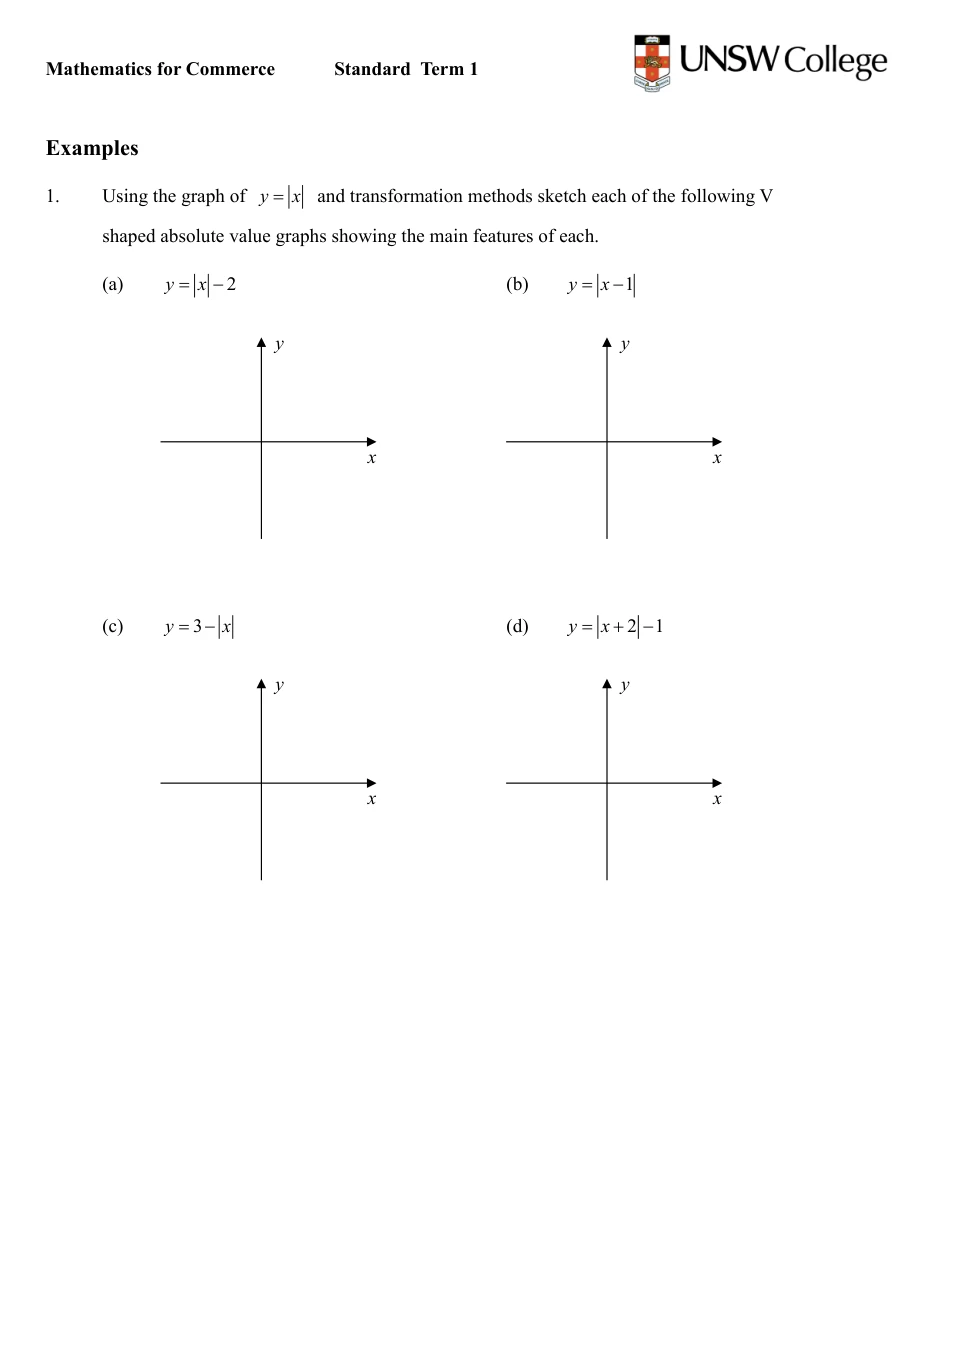 Mathematics for Commerce Standard Term 1
UNSW College
Examples
1. Using the graph of y = |x| and transformation methods sketch each of the following V
shaped absolute value graphs showing the main features of each.
(a) y = |x| − 2 (b) y = |x − 1|
y y
x x
(c) y = 3 − |x| (d) y = |x + 2| − 1
y y
x x